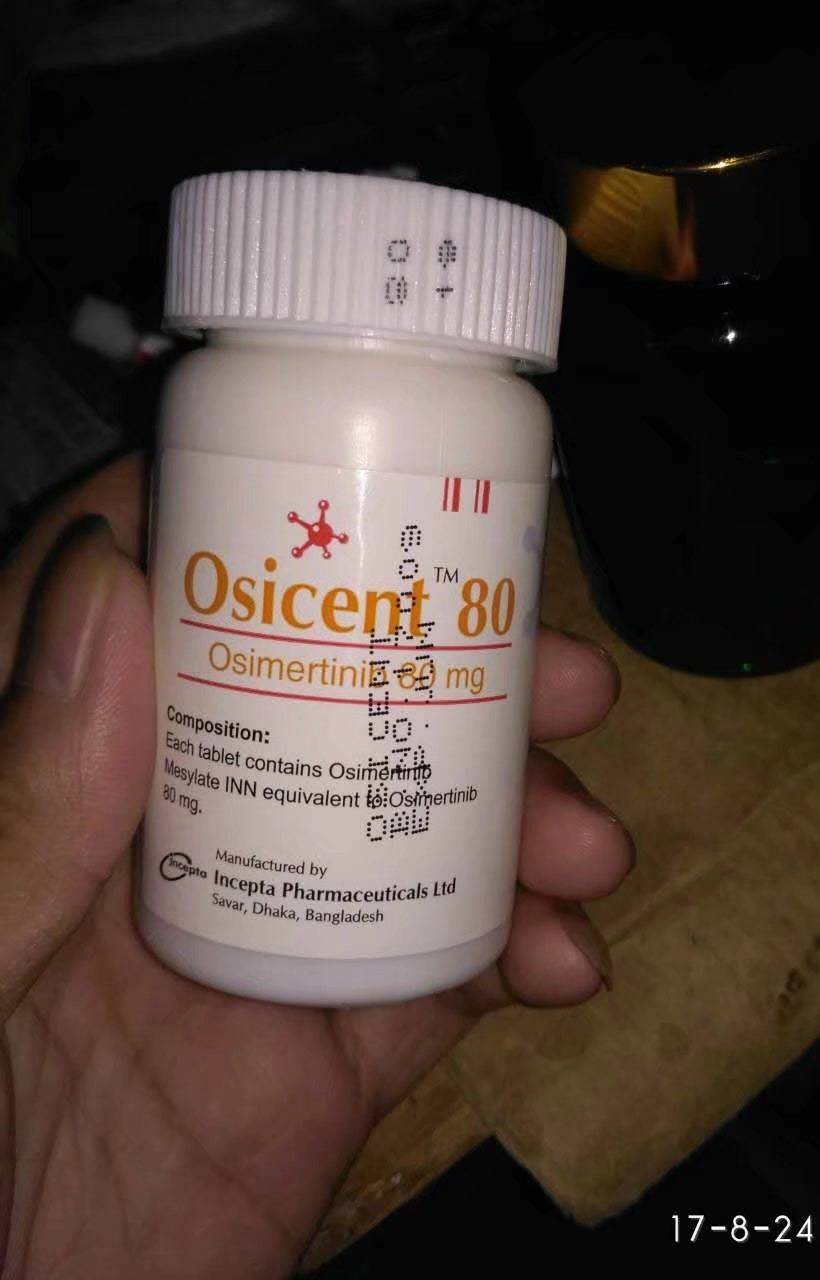 Osicent™ 80
Osimertinib 80 mg
Composition:
Each tablet contains Osimertinib
Mesylate INN equivalent to Osimertinib
80 mg.
Incepta
Manufactured by
Incepta Pharmaceuticals Ltd
Savar, Dhaka, Bangladesh
17-8-24